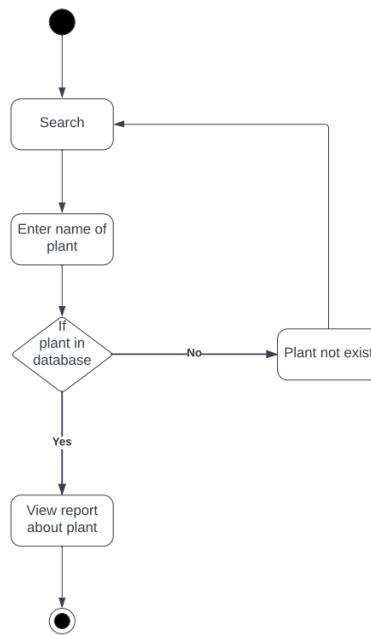 Search
Enter name of
plant
If
plant in
database
No
Plant not exist
Yes
View report
about plant